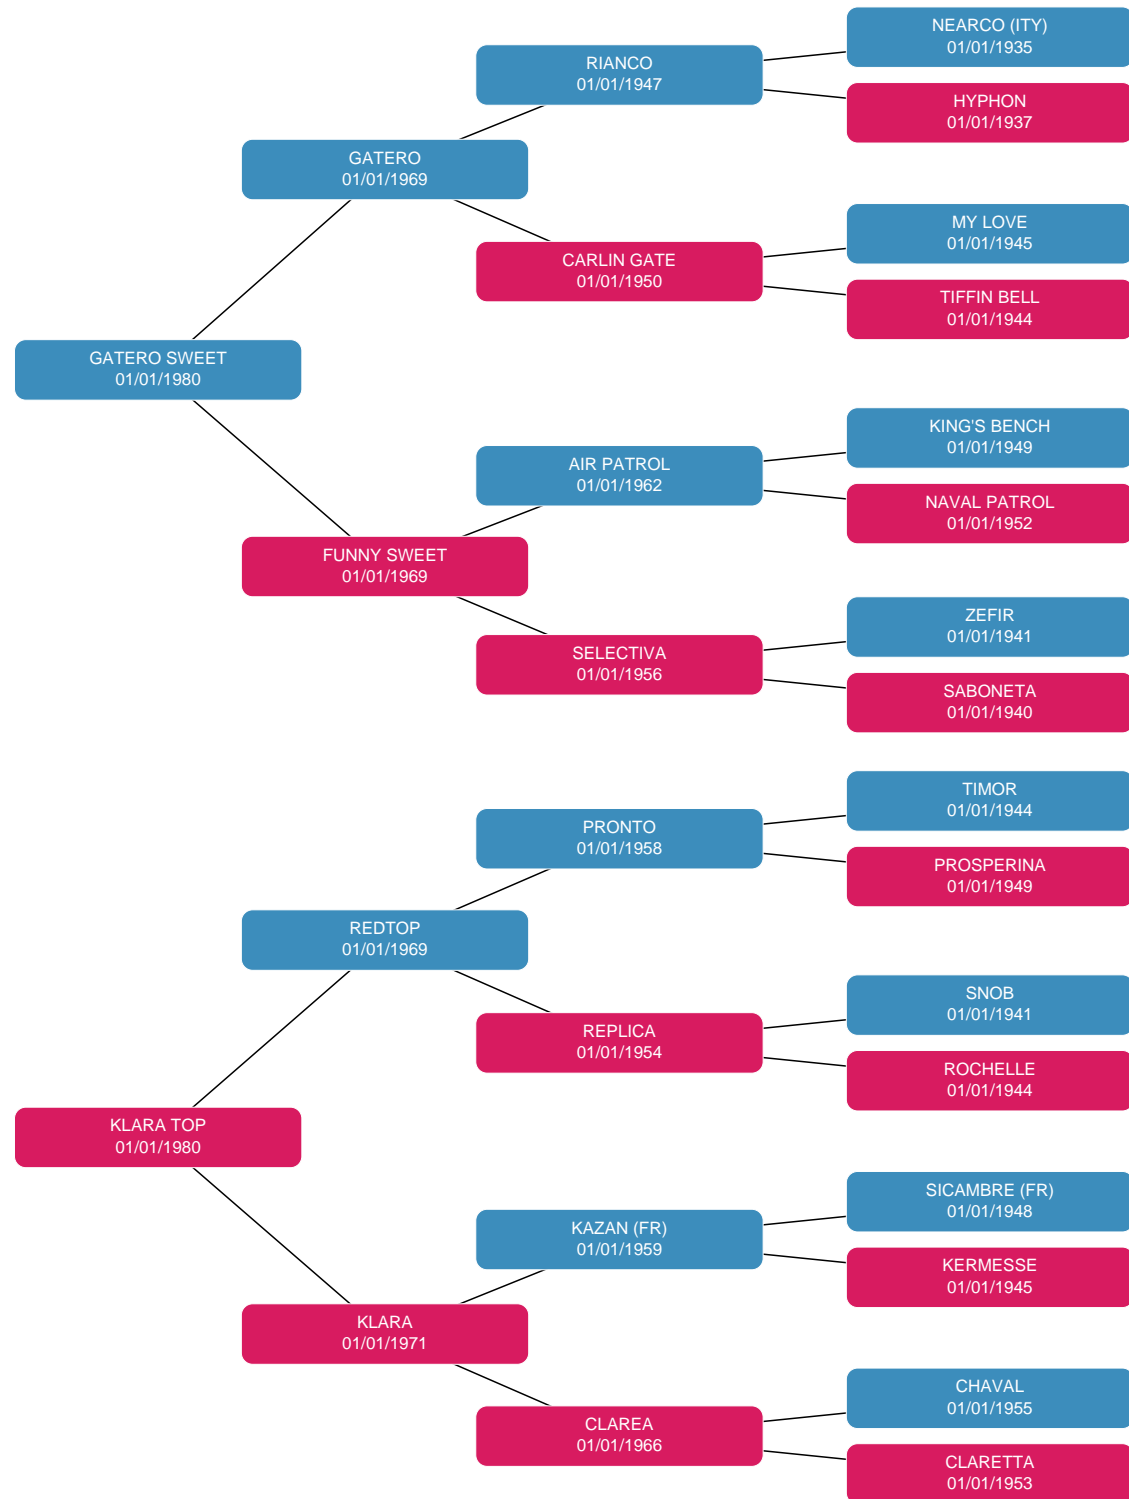 NEARCO (ITY)
01/01/1935
RIANCO
01/01/1947
HYPHON
01/01/1937
GATERO
01/01/1969
MY LOVE
01/01/1945
CARLIN GATE
01/01/1950
TIFFIN BELL
01/01/1944
GATERO SWEET
01/01/1980
KING'S BENCH
01/01/1949
AIR PATROL
01/01/1962
NAVAL PATROL
01/01/1952
FUNNY SWEET
01/01/1969
ZEFIR
01/01/1941
SELECTIVA
01/01/1956
SABONETA
01/01/1940
TIMOR
01/01/1944
PRONTO
01/01/1958
PROSPERINA
01/01/1949
REDTOP
01/01/1969
SNOB
01/01/1941
REPLICA
01/01/1954
ROCHELLE
01/01/1944
KLARA TOP
01/01/1980
SICAMBRE (FR)
01/01/1948
KAZAN (FR)
01/01/1959
KERMESSE
01/01/1945
KLARA
01/01/1971
CHAVAL
01/01/1955
CLAREA
01/01/1966
CLARETTA
01/01/1953